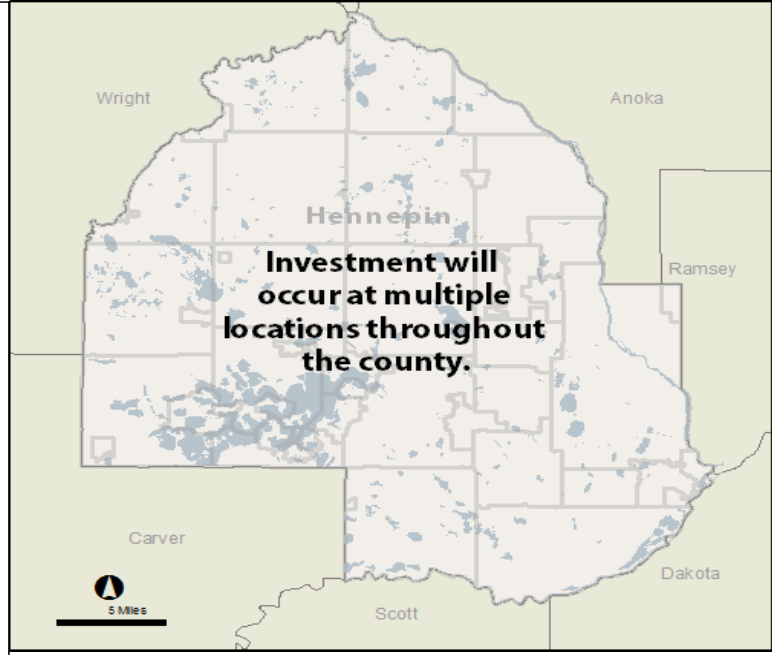 Wright
Anoka
Hennepin
Investment will
occur at multiple
locations throughout
the county.
Ramsey
Carver
Dakota
5 Miles
Scott